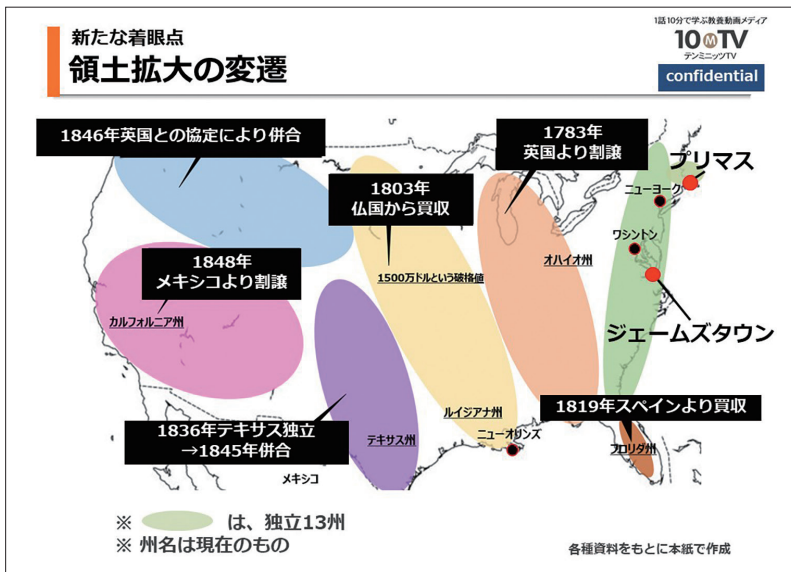 新たな着眼点
領土拡大の変遷
1話10分で学ぶ教養動画メディア
10MTV
テンミニッツTV
confidential
1846年英国との協定により併合
1783年
英国より割譲
プリマス
ニューヨーク
1803年
仏国から買収
ワシントン
オハイオ州
1848年
メキシコより割譲
1500万ドルという破格値
カルフォルニア州
ジェームズタウン
1819年スペインより買収
ルイジアナ州
1836年テキサス独立
→1845年併合
テキサス州
ニューオリンズ
フロリダ州
メキシコ
※ は、独立13州
※ 州名は現在のもの
各種資料をもとに本紙で作成